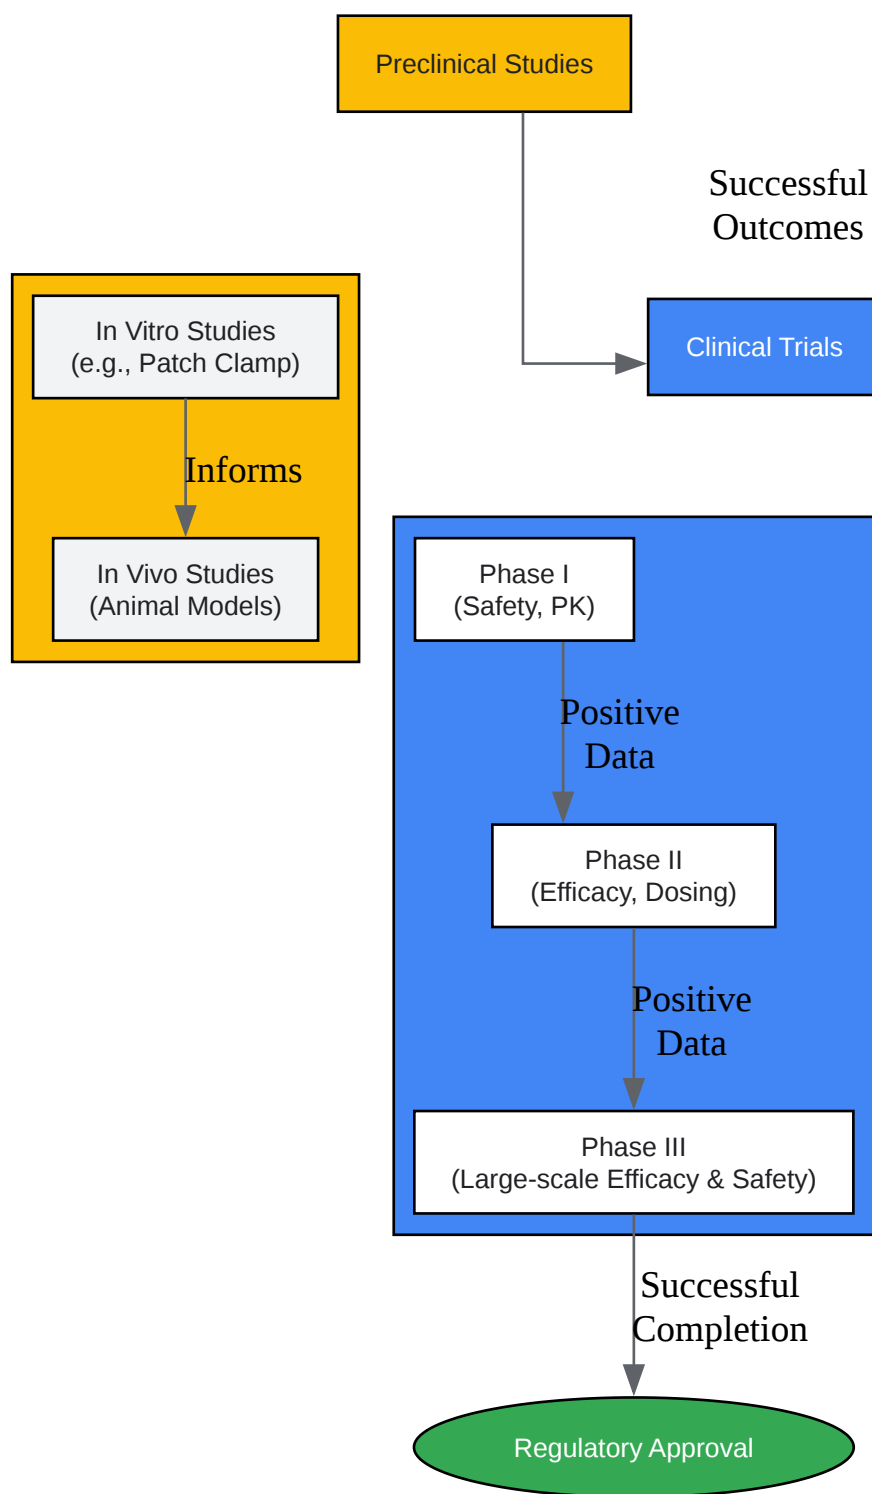 Preclinical Studies
Successful
Outcomes
Clinical Trials
In Vitro Studies
(e.g., Patch Clamp)
Informs
In Vivo Studies
(Animal Models)
Phase I
(Safety, PK)
Positive
Data
Phase II
(Efficacy, Dosing)
Positive
Data
Phase III
(Large-scale Efficacy & Safety)
Successful
Completion
Regulatory Approval